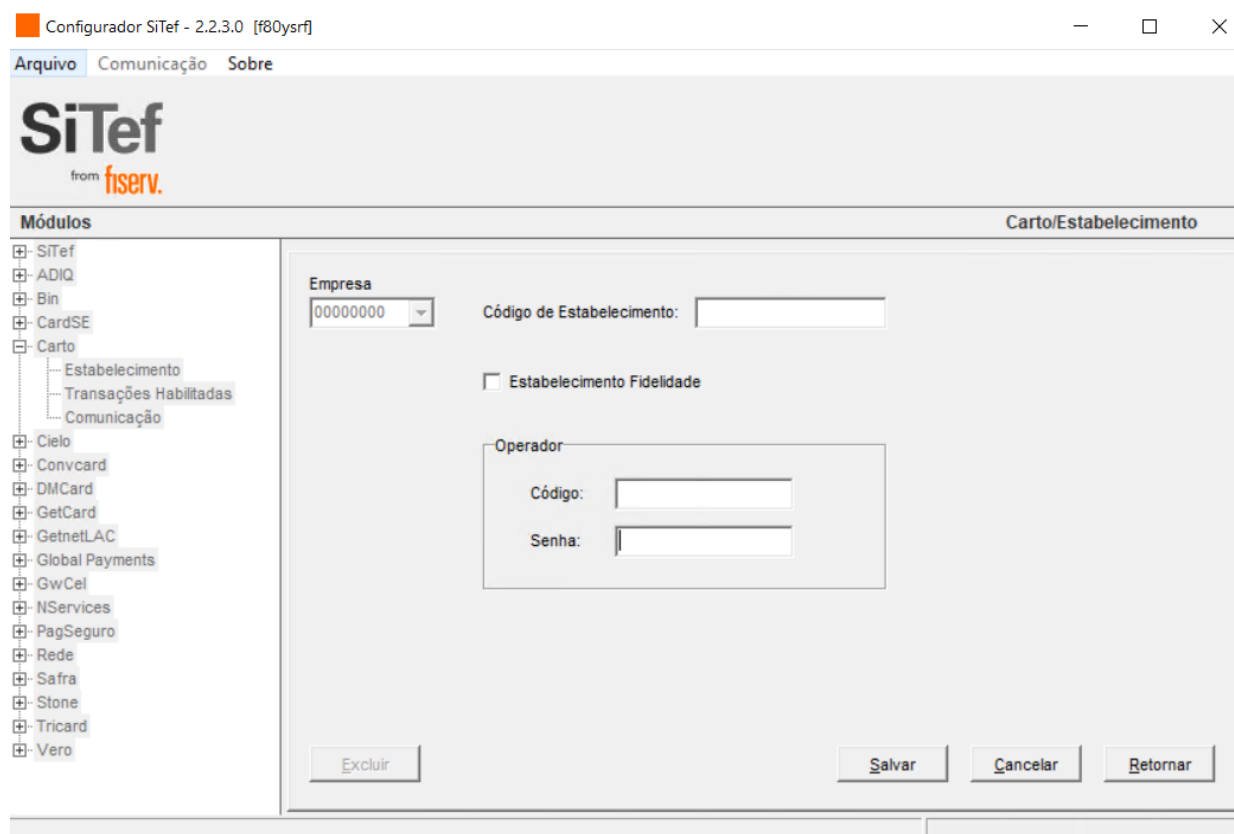 Configurador SiTef - 2.2.3.0 [f80ysrf]
Arquivo Comunicação Sobre
SiTef
from fiserv.
Módulos
Carto/Estabelecimento
SiTef
ADIQ
Bin
CardSE
Carto
Estabelecimento
Transações Habilitadas
Comunicação
Cielo
Convcard
DMCard
GetCard
GetnetLAC
Global Payments
GwCel
NServices
PagSeguro
Rede
Safra
Stone
Tricard
Vero
Empresa
00000000
Código de Estabelecimento:
Estabelecimento Fidelidade
Operador
Código:
Senha:
Excluir
Salvar
Cancelar
Retornar